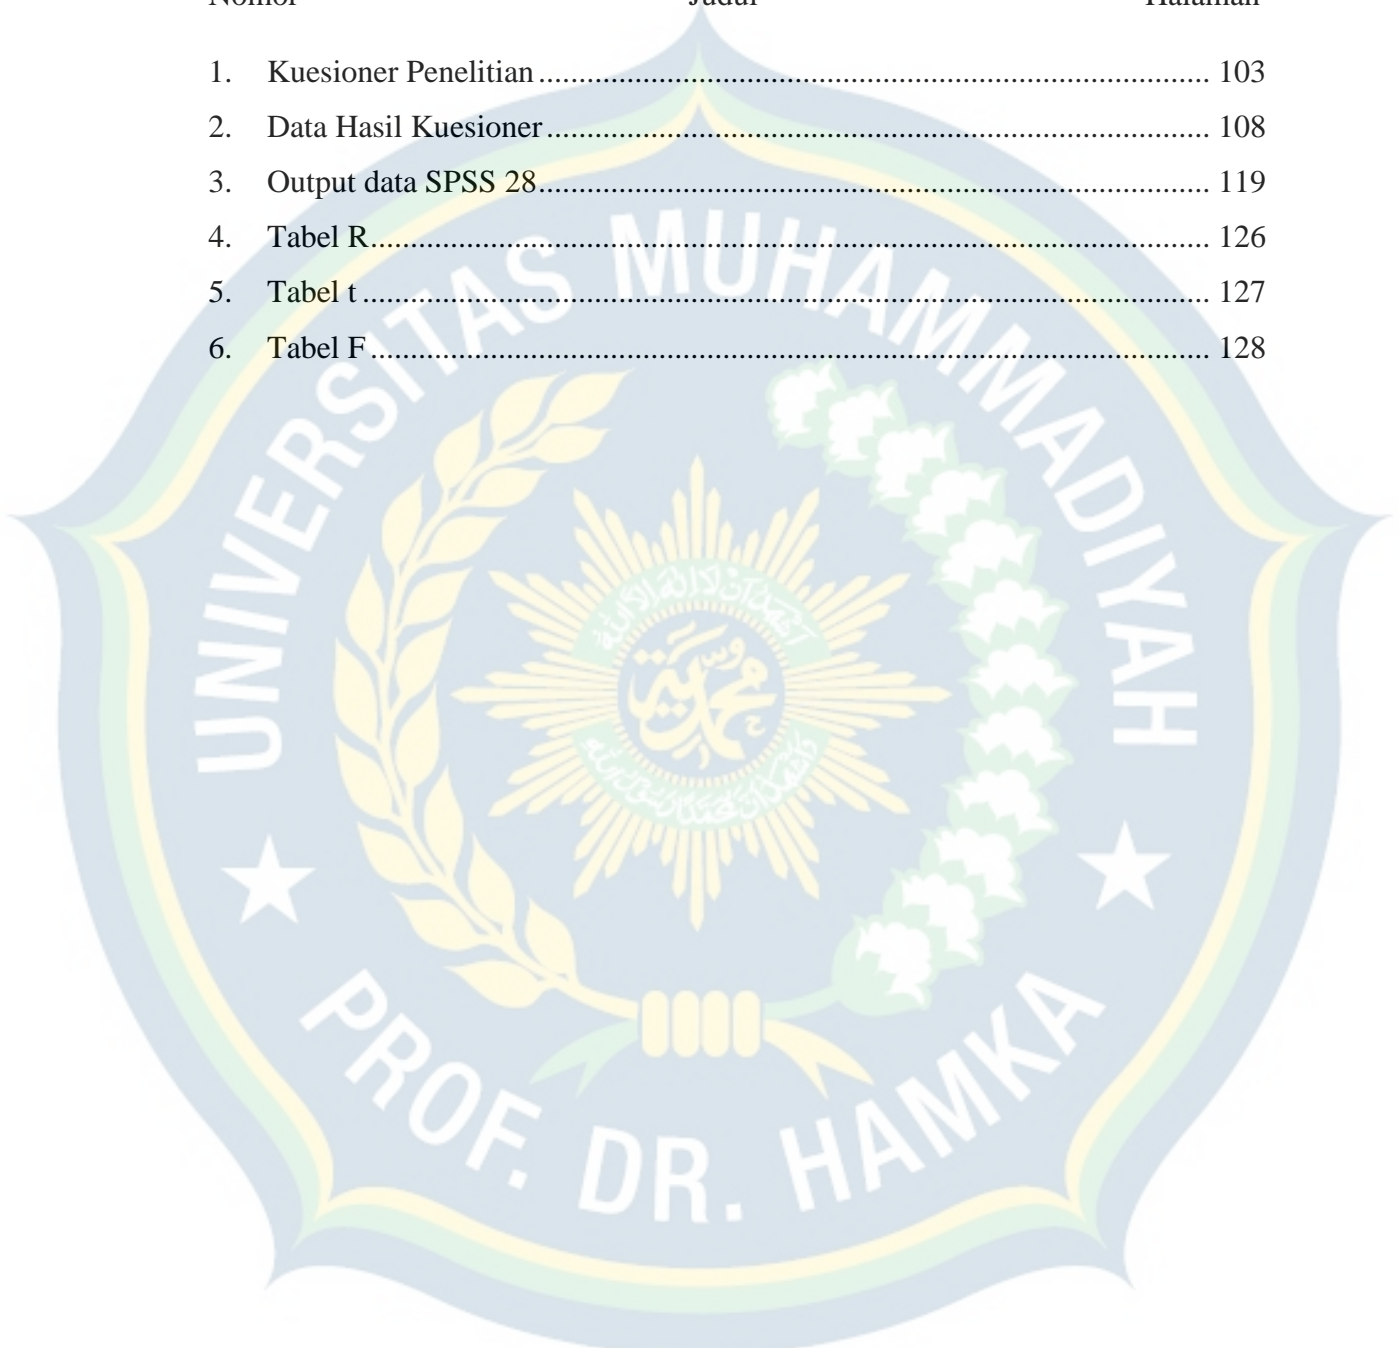 Nomor Judul Halaman
1. Kuesioner Penelitian ........................ 103
2. Data Hasil Kuesioner ........................ 108
3. Output data SPSS 28 ........................ 119
4. Tabel R ........................ 126
5. Tabel t ........................ 127
6. Tabel F ........................ 128
UNIVERSITAS MUHAMMADIYAH
محمدية
PROF. DR. HAMKA